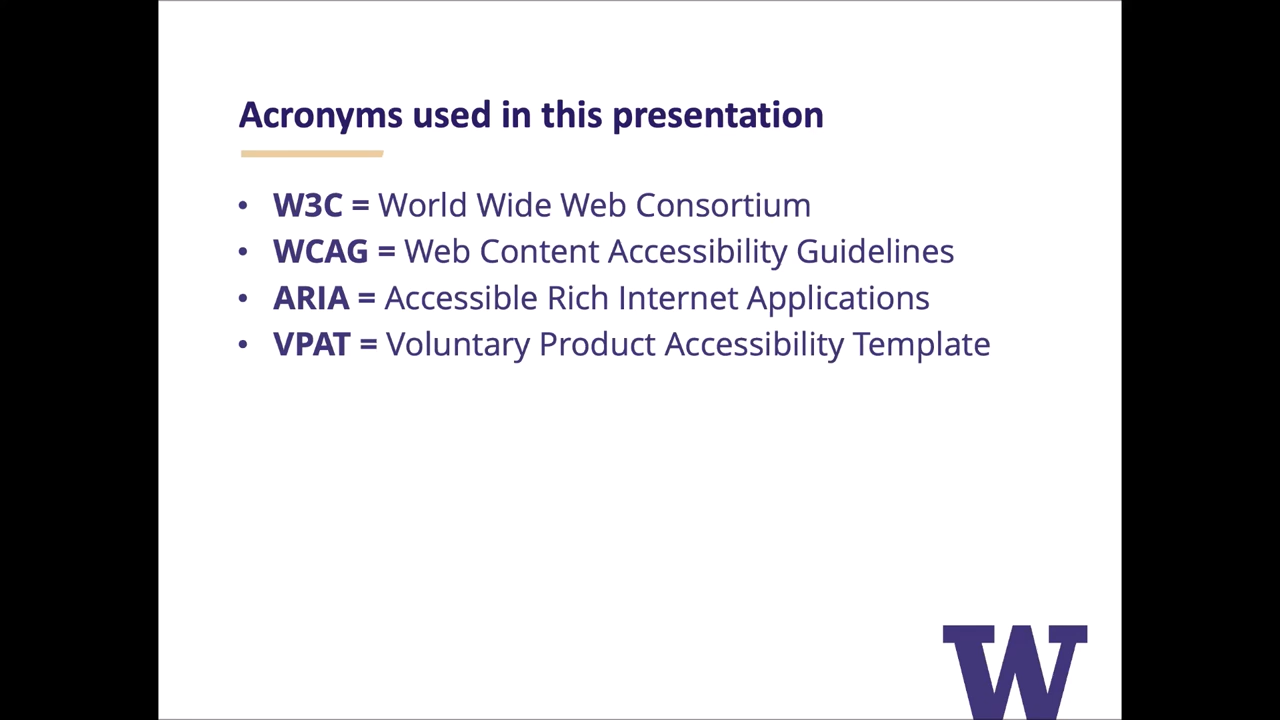 Acronyms used in this presentation
• W3C = World Wide Web Consortium
• WCAG = Web Content Accessibility Guidelines
• ARIA = Accessible Rich Internet Applications
• VPAT = Voluntary Product Accessibility Template
W